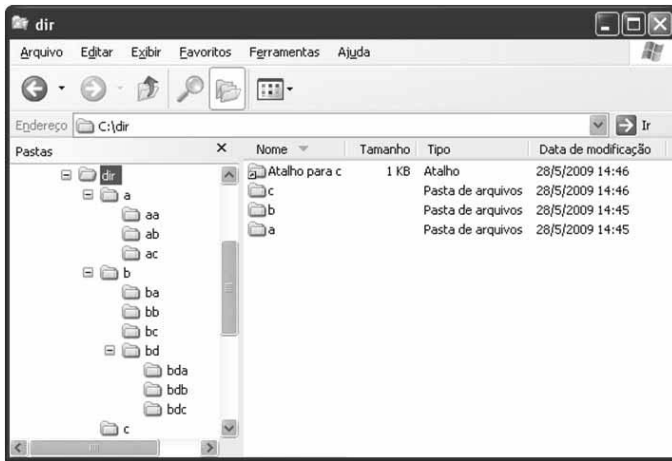 dir
Arquivo Editar Exibir Favoritos Ferramentas Ajuda
Endereço C:\dir Ir
Pastas
Nome Tamanho Tipo Data de modificação
dir
a
aa
ab
ac
b
ba
bb
bc
bd
bda
bdb
bdc
c
Atalho para c 1 KB Atalho 28/5/2009 14:46
c Pasta de arquivos 28/5/2009 14:46
b Pasta de arquivos 28/5/2009 14:45
a Pasta de arquivos 28/5/2009 14:45